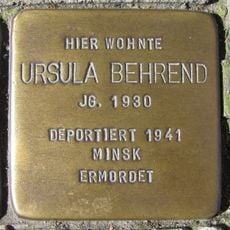 HIER WOHNTE
URSULA BEHREND
JG. 1930
DEPORTIERT 1941
MINSK
ERMORDET